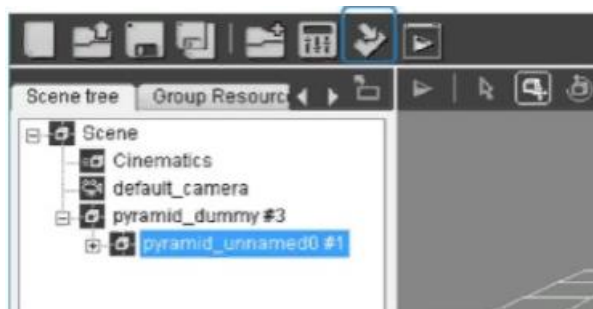 Scene tree
Group Resourc
Scene
Cinematics
default_camera
pyramid_dummy #3
pyramid_unnamed0 #1